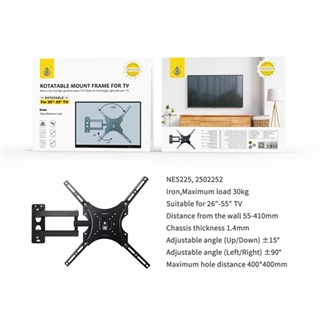 ROTATABLE MOUNT FRAME FOR TV
ROTATABLE
For 26"-55" TV
Iron
NE5225, 2502252
Iron,Maximum load 30kg
Suitable for 26"-55" TV
Distance from the wall 55-410mm
Chassis thickness 1.4mm
Adjustable angle (Up/Down) ±15°
Adjustable angle (Left/Right) ±90°
Maximum hole distance 400*400mm